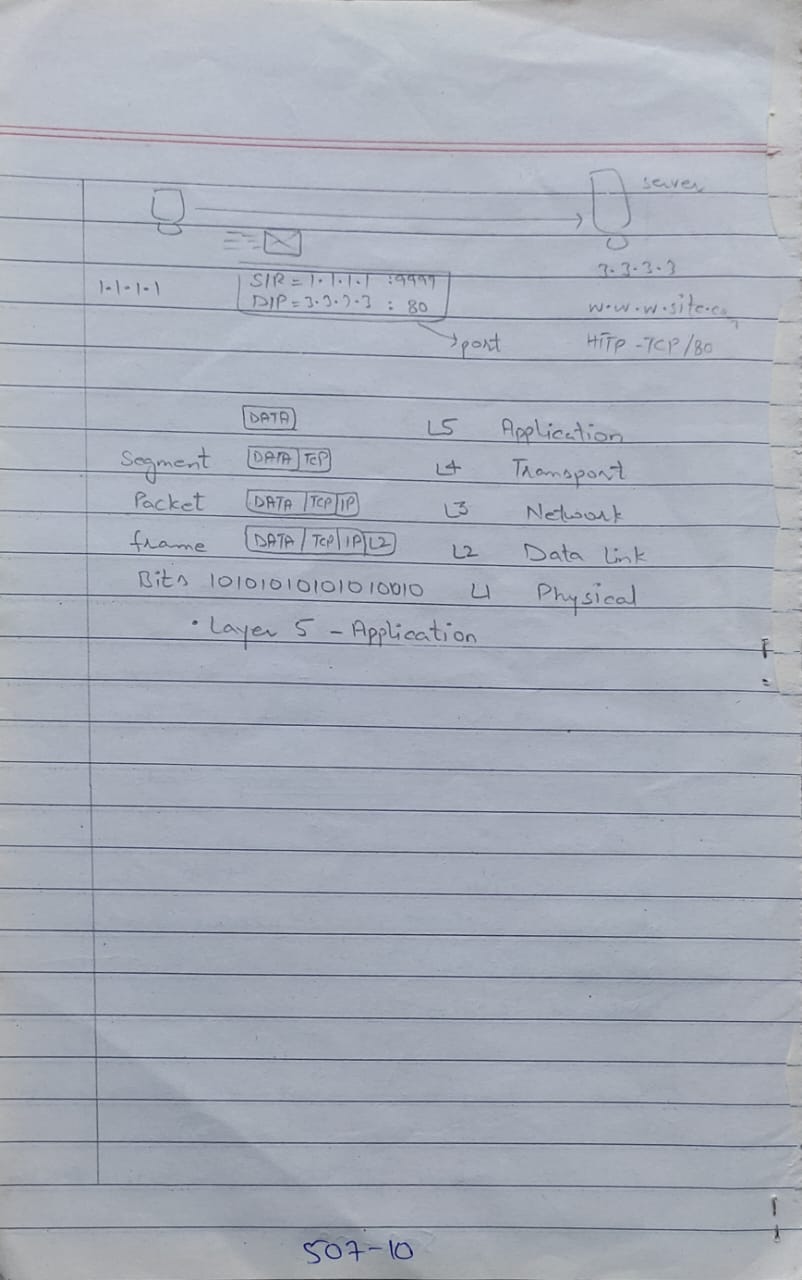 server
3.3.3.3
1.1.1.1
SIR = 1.1.1.1 :9999
DIP = 3.3.3.3 : 80
w.w.w.site.co
port
HTTP - TCP/80
DATA L5 Application
Segment DATA TCP L4 Transport
Packet DATA TCP IP L3 Network
frame DATA TCP IP L2 L2 Data Link
Bits 10101010101010010 L1 Physical
• Layer 5 - Application
507-10